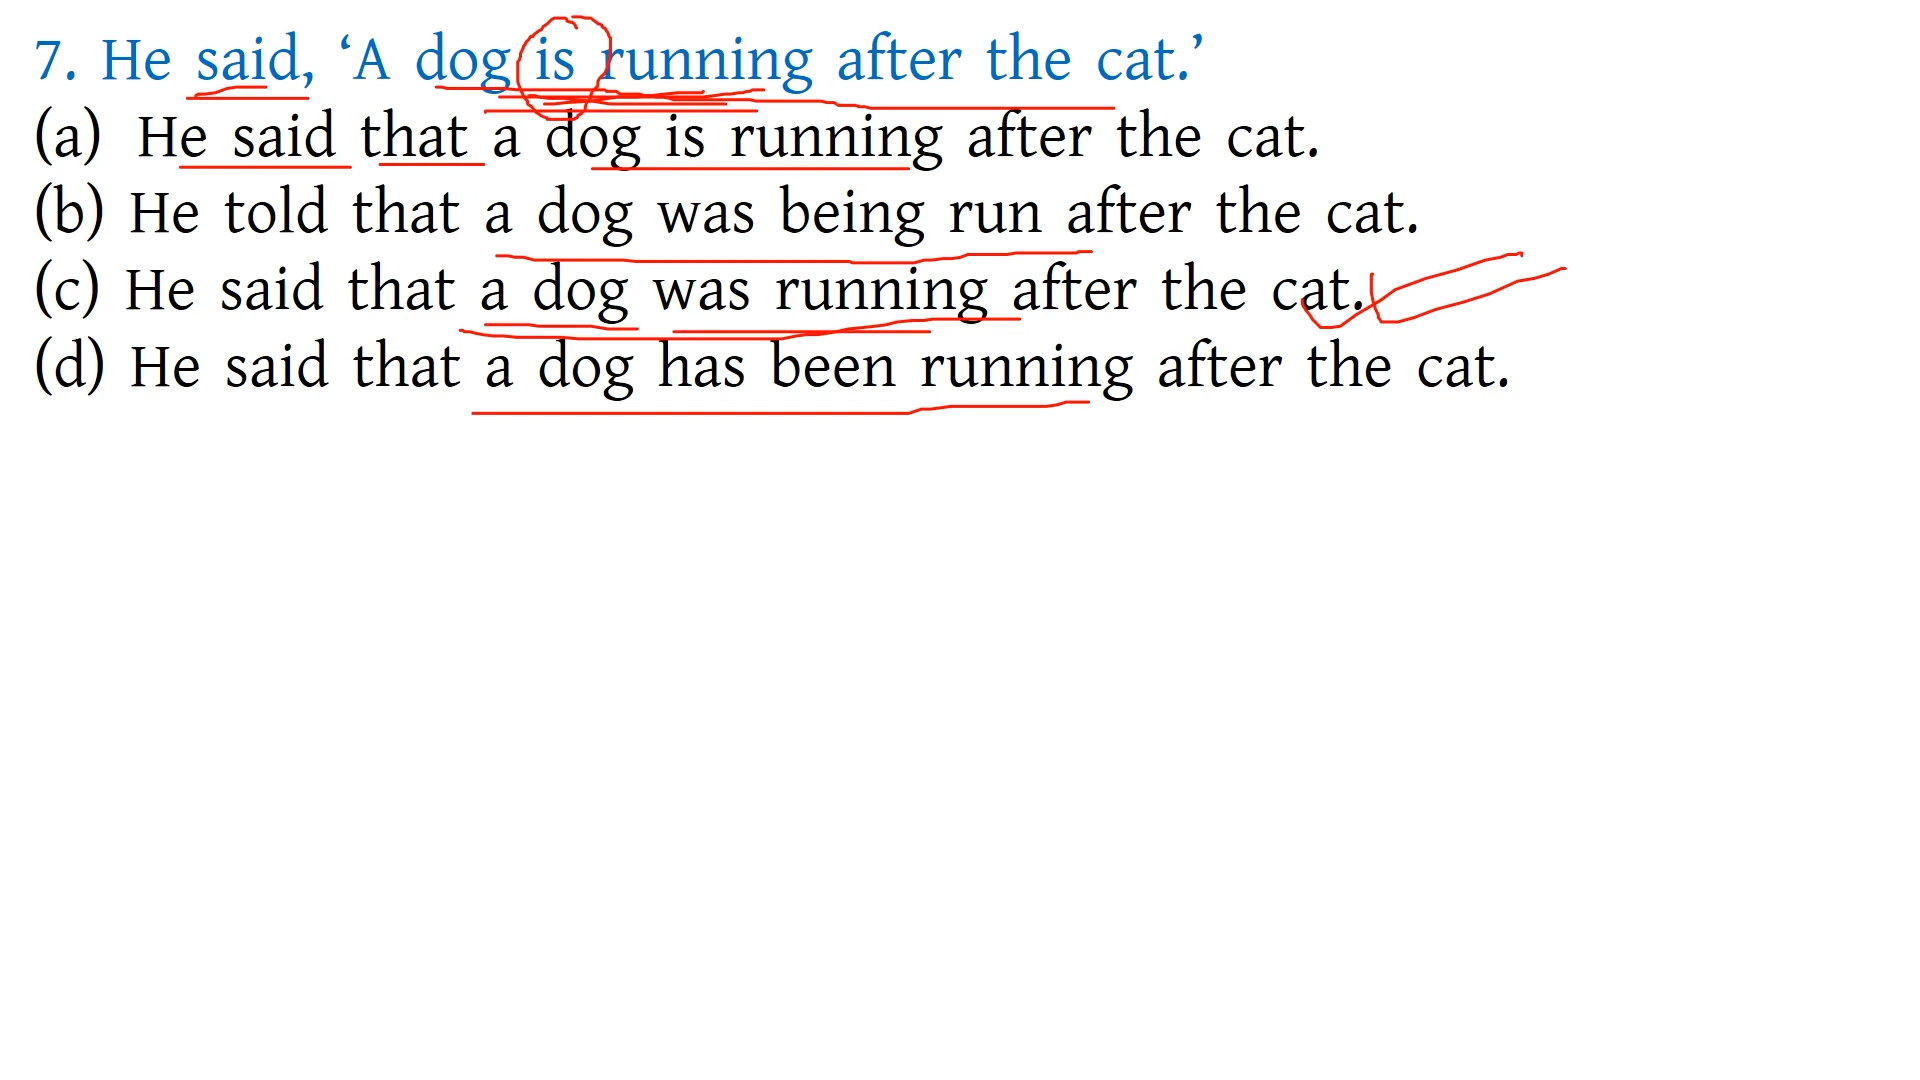 7. He said, ‘A dog is running after the cat.’
(a) He said that a dog is running after the cat.
(b) He told that a dog was being run after the cat.
(c) He said that a dog was running after the cat.
(d) He said that a dog has been running after the cat.